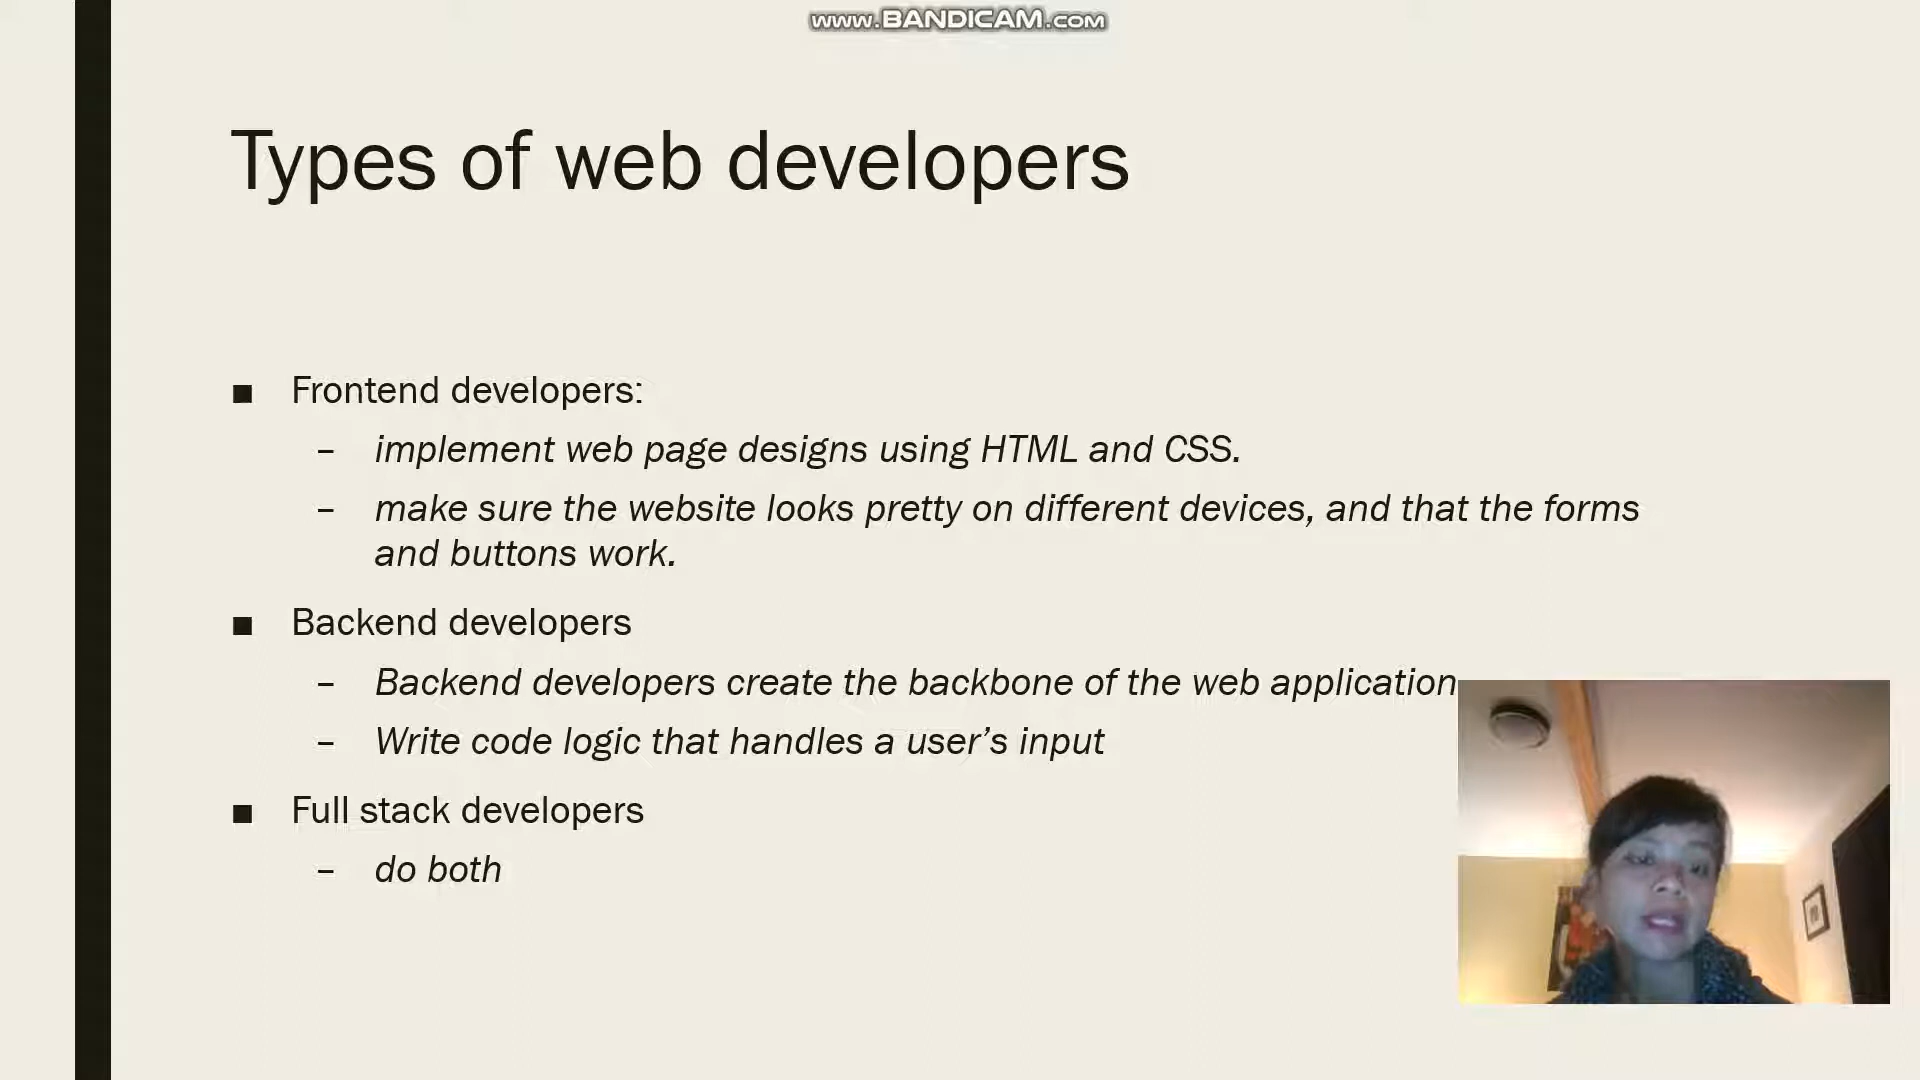 www.BANDICAM.com
Types of web developers
■ Frontend developers:
– implement web page designs using HTML and CSS.
– make sure the website looks pretty on different devices, and that the forms
and buttons work.
■ Backend developers
– Backend developers create the backbone of the web application
– Write code logic that handles a user’s input
■ Full stack developers
– do both